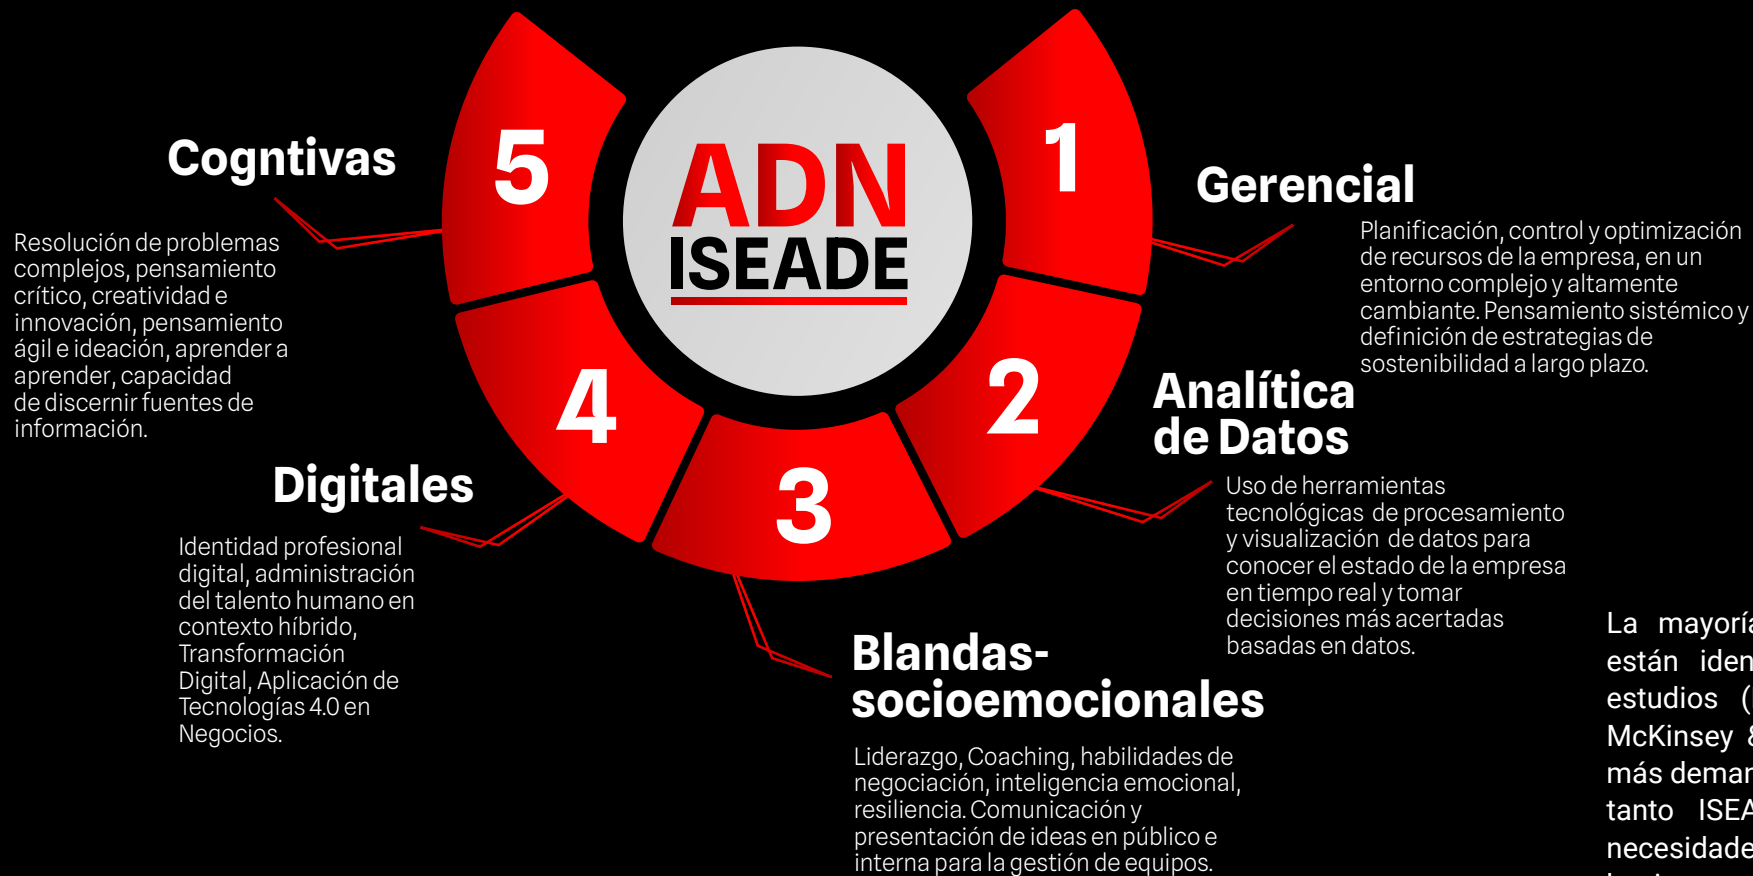 ADN
ISEADE
1
Gerencial
Planificación, control y optimización
de recursos de la empresa, en un
entorno complejo y altamente
cambiante. Pensamiento sistémico y
definición de estrategias de
sostenibilidad a largo plazo.
2
Analítica
de Datos
Uso de herramientas
tecnológicas de procesamiento
y visualización de datos para
conocer el estado de la empresa
en tiempo real y tomar
decisiones más acertadas
basadas en datos.
3
Blandas-
socioemocionales
Liderazgo, Coaching, habilidades de
negociación, inteligencia emocional,
resiliencia. Comunicación y
presentación de ideas en público e
interna para la gestión de equipos.
4
Digitales
Identidad profesional
digital, administración
del talento humano en
contexto híbrido,
Transformación
Digital, Aplicación de
Tecnologías 4.0 en
Negocios.
5
Cogntivas
Resolución de problemas
complejos, pensamiento
crítico, creatividad e
innovación, pensamiento
ágil e ideación, aprender a
aprender, capacidad
de discernir fuentes de
información.
La mayoría
están
estudios (
McKinsey
más
tanto